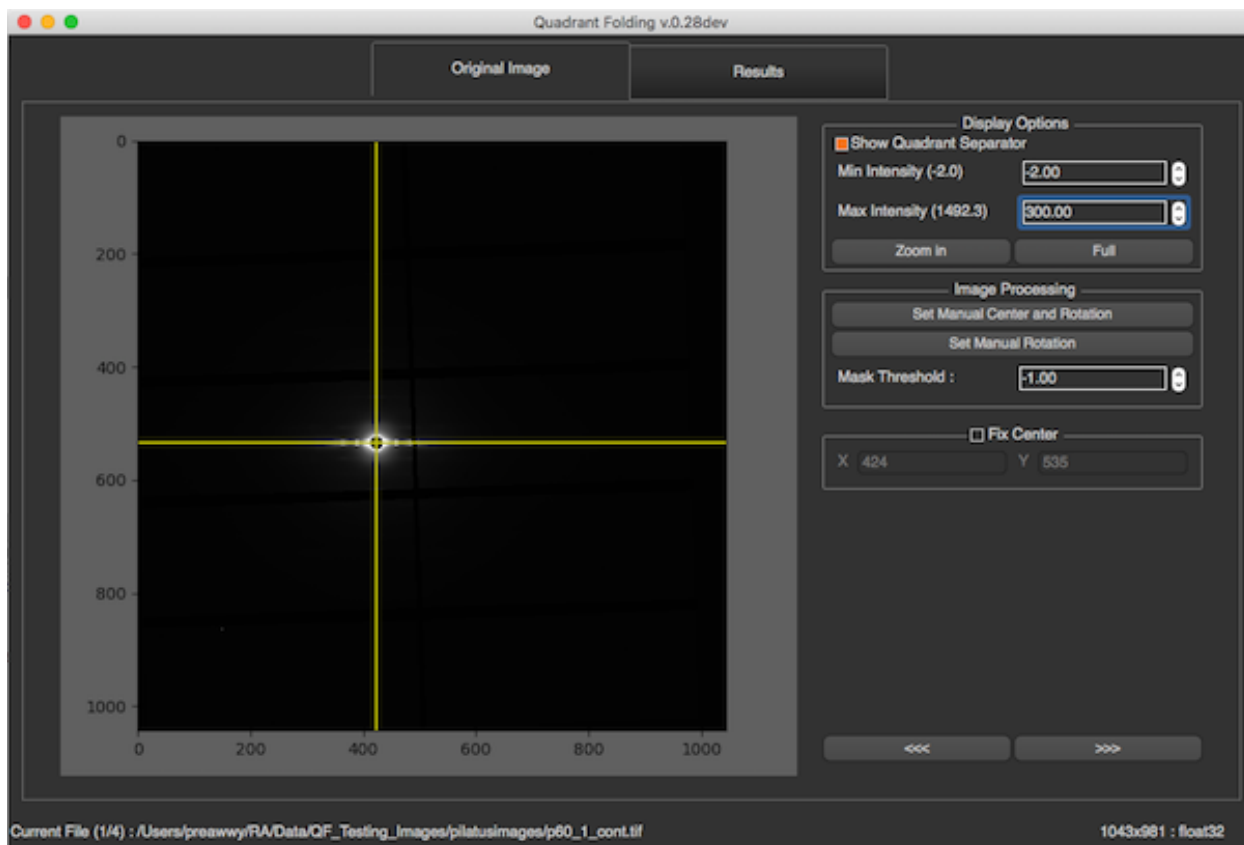 Quadrant Folding v.0.28dev
Original Image
Results
0
200
400
600
800
1000
0
200
400
600
800
1000
Display Options
Show Quadrant Separator
Min Intensity (-2.0)
-2.00
Max Intensity (1492.3)
300.00
Zoom in
Full
Image Processing
Set Manual Center and Rotation
Set Manual Rotation
Mask Threshold :
-1.00
Fix Center
X 424
Y 535
<<<
>>>
Current File (1/4) : /Users/preawwy/RA/Data/QF_Testing_Images/pilatusimages/p60_1_cont.tif
1043x981 : float32